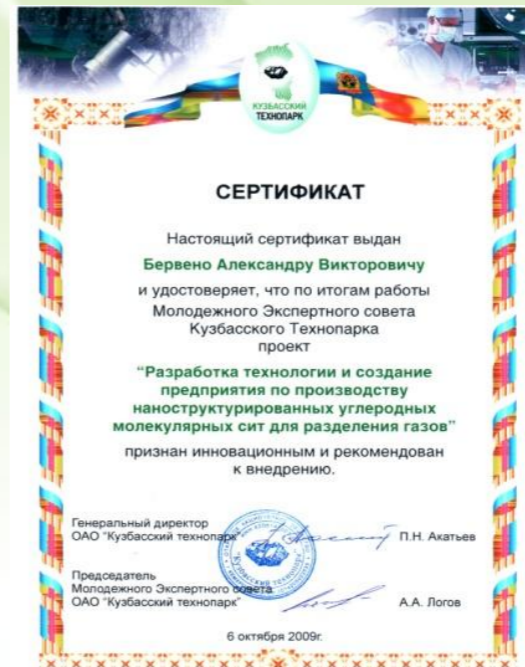 КУЗБАССКИЙ
ТЕХНОПАРК
СЕРТИФИКАТ
Настоящий сертификат выдан
Бервено Александру Викторовичу
и удостоверяет, что по итогам работы
Молодежного Экспертного совета
Кузбасского Технопарка
проект
"Разработка технологии и создание
предприятия по производству
наноструктурированных углеродных
молекулярных сит для разделения газов"
признан инновационным и рекомендован
к внедрению.
Генеральный директор
ОАО "Кузбасский технопарк"
П.Н. Акатьев
Председатель
Молодежного Экспертного совета
ОАО "Кузбасский технопарк"
А.А. Логов
6 октября 2009г.